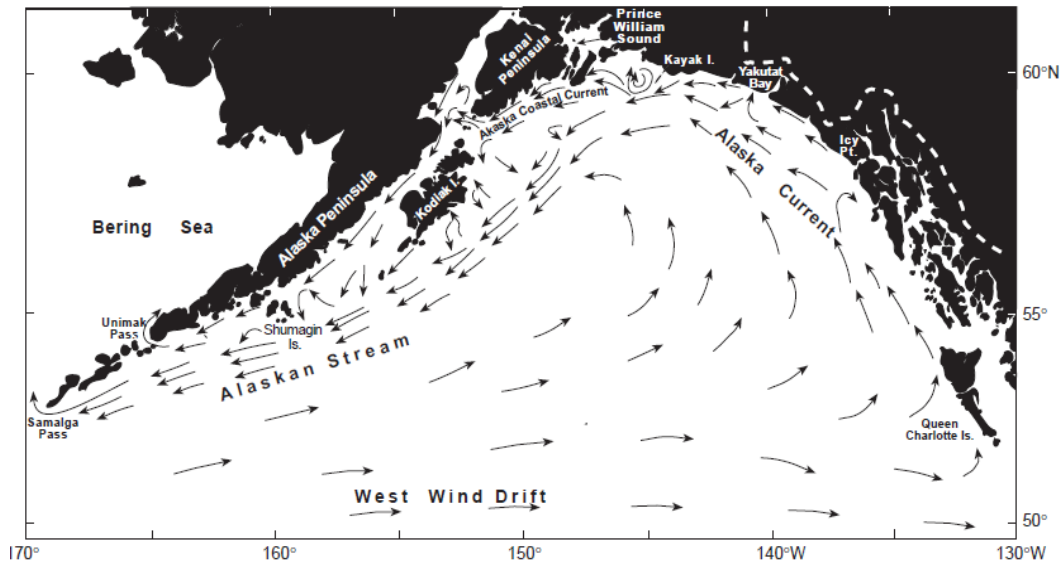 Prince
William
Sound
Kenai
Peninsula
Kayak I.
Yakutat
Bay
60°N
Akaska Coastal Current
Icy
Pt.
Alaska
Current
Kodiak I.
Alaska Peninsula
Bering Sea
Unimak
Pass
Shumagin
Is.
55°
Alaskan Stream
Samalga
Pass
Queen
Charlotte Is.
West Wind Drift
50°
170°
160°
150°
140°
130°W